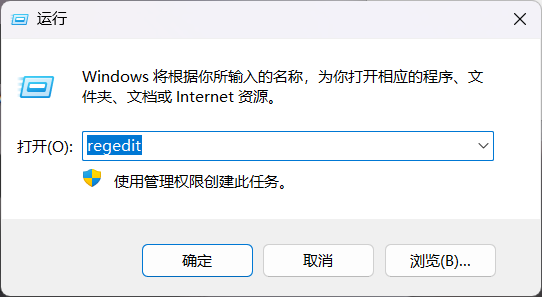 运行
Windows 将根据你所输入的名称，为你打开相应的程序、文
件夹、文档或 Internet 资源。
打开(O): regedit
使用管理权限创建此任务。
确定 取消 浏览(B)...